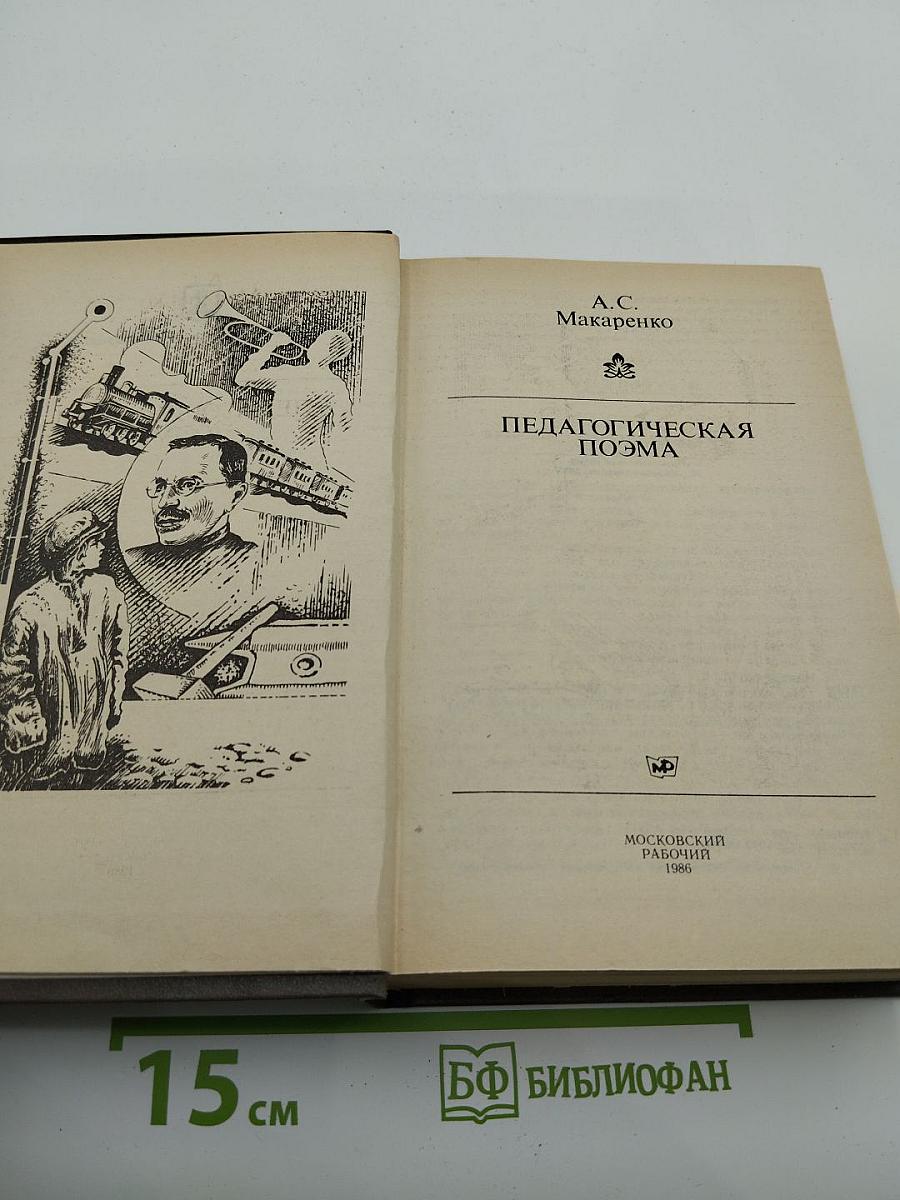 А. С.
Макаренко
ПЕДАГОГИЧЕСКАЯ
ПОЭМА
МР
МОСКОВСКИЙ
РАБОЧИЙ
1986
15 см
БФ БИБЛИОФАН